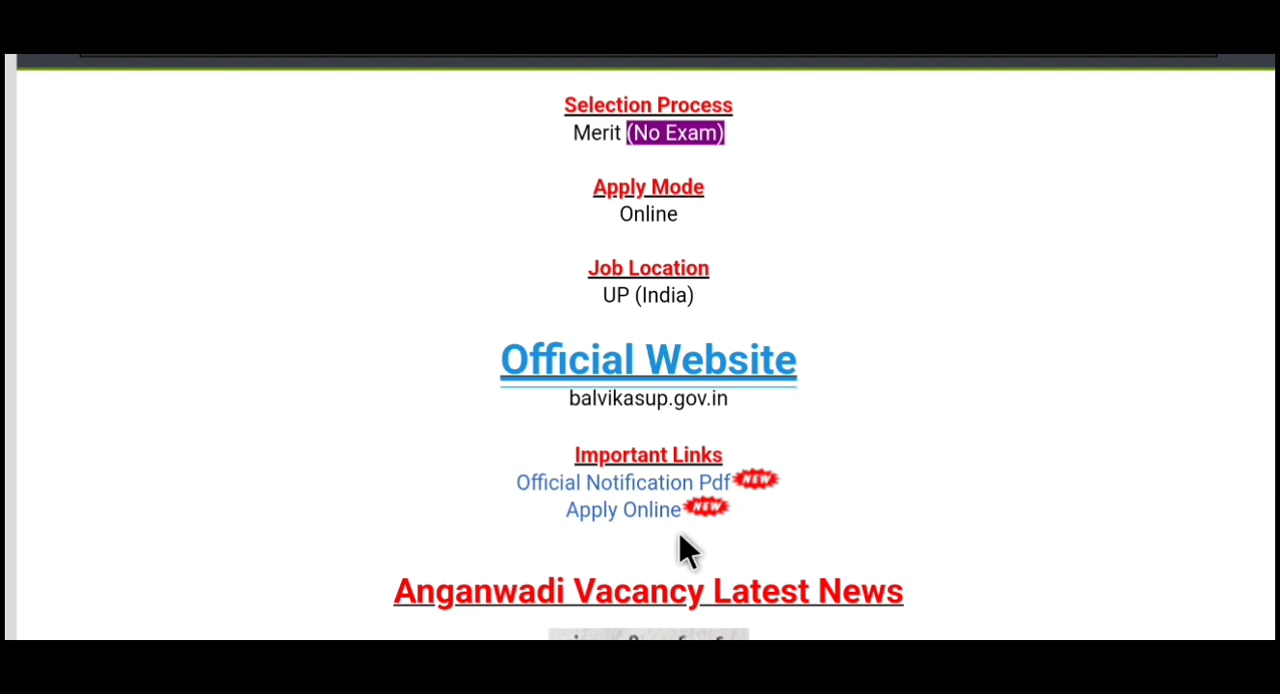 Selection Process
Merit (No Exam)
Apply Mode
Online
Job Location
UP (India)
Official Website
balvikasup.gov.in
Important Links
Official Notification Pdf NEW
Apply Online NEW
Anganwadi Vacancy Latest News